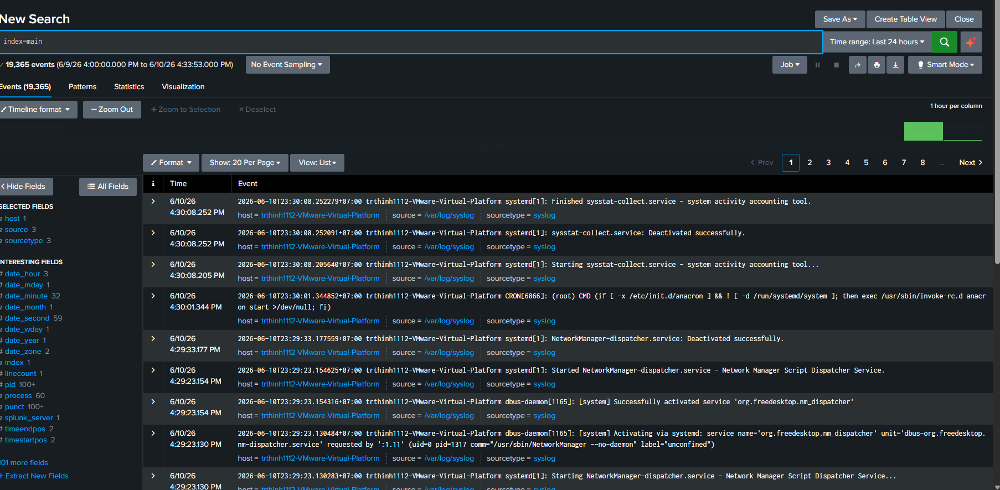 New Search
Save As
Create Table View
Close
index=main
Time range: Last 24 hours
19,365 events (6/9/26 4:00:00.000 PM to 6/10/26 4:33:53.000 PM)
No Event Sampling
Job
Smart Mode
Events (19,365)
Patterns
Statistics
Visualization
Timeline format
— Zoom Out
+ Zoom to Selection
× Deselect
1 hour per column
Format
Show: 20 Per Page
View: List
< Prev
1 2 3 4 5 6 7 8 ... Next >
< Hide Fields
All Fields
SELECTED FIELDS
a host 1
a source 3
a sourcetype 3
INTERESTING FIELDS
# date_hour 3
# date_mday 1
# date_minute 32
a date_month 1
# date_second 59
a date_wday 1
# date_year 1
# date_zone 2
a index 1
# linecount 1
# pid 100+
a process 60
a punct 100+
a splunk_server 1
# timeendpos 2
# timestartpos 2
101 more fields
+ Extract New Fields
i Time Event
6/10/26
4:30:08.252 PM
2026-06-10T23:30:08.252279+07:00 trthinh1112-VMware-Virtual-Platform systemd[1]: Finished sysstat-collect.service - system activity accounting tool.
host = trthinh1112-VMware-Virtual-Platform source = /var/log/syslog sourcetype = syslog
6/10/26
4:30:08.252 PM
2026-06-10T23:30:08.252091+07:00 trthinh1112-VMware-Virtual-Platform systemd[1]: sysstat-collect.service: Deactivated successfully.
host = trthinh1112-VMware-Virtual-Platform source = /var/log/syslog sourcetype = syslog
6/10/26
4:30:08.205 PM
2026-06-10T23:30:08.205640+07:00 trthinh1112-VMware-Virtual-Platform systemd[1]: Starting sysstat-collect.service - system activity accounting tool...
host = trthinh1112-VMware-Virtual-Platform source = /var/log/syslog sourcetype = syslog
6/10/26
4:30:01.344 PM
2026-06-10T23:30:01.344852+07:00 trthinh1112-VMware-Virtual-Platform CRON[6866]: (root) CMD (if [ -x /etc/init.d/anacron ] && ! [ -d /run/systemd/system ]; then exec /usr/sbin/invoke-rc.d anacr
on start >/dev/null; fi)
host = trthinh1112-VMware-Virtual-Platform source = /var/log/syslog sourcetype = syslog
6/10/26
4:29:33.177 PM
2026-06-10T23:29:33.177559+07:00 trthinh1112-VMware-Virtual-Platform systemd[1]: NetworkManager-dispatcher.service: Deactivated successfully.
host = trthinh1112-VMware-Virtual-Platform source = /var/log/syslog sourcetype = syslog
6/10/26
4:29:23.154 PM
2026-06-10T23:29:23.154625+07:00 trthinh1112-VMware-Virtual-Platform systemd[1]: Started NetworkManager-dispatcher.service - Network Manager Script Dispatcher Service.
host = trthinh1112-VMware-Virtual-Platform source = /var/log/syslog sourcetype = syslog
6/10/26
4:29:23.154 PM
2026-06-10T23:29:23.154316+07:00 trthinh1112-VMware-Virtual-Platform dbus-daemon[1165]: [system] Successfully activated service 'org.freedesktop.nm_dispatcher'
host = trthinh1112-VMware-Virtual-Platform source = /var/log/syslog sourcetype = syslog
6/10/26
4:29:23.130 PM
2026-06-10T23:29:23.130484+07:00 trthinh1112-VMware-Virtual-Platform dbus-daemon[1165]: [system] Activating via systemd: service name='org.freedesktop.nm_dispatcher' unit='dbus-org.freedesktop.
nm-dispatcher.service' requested by ':1.11' (uid=0 pid=1317 comm="/usr/sbin/NetworkManager --no-daemon" label="unconfined")
host = trthinh1112-VMware-Virtual-Platform source = /var/log/syslog sourcetype = syslog
6/10/26
4:29:23.130 PM
2026-06-10T23:29:23.130283+07:00 trthinh1112-VMware-Virtual-Platform systemd[1]: Starting NetworkManager-dispatcher.service - Network Manager Script Dispatcher Service...
host = trthinh1112-VMware-Virtual-Platform source = /var/log/syslog sourcetype = syslog